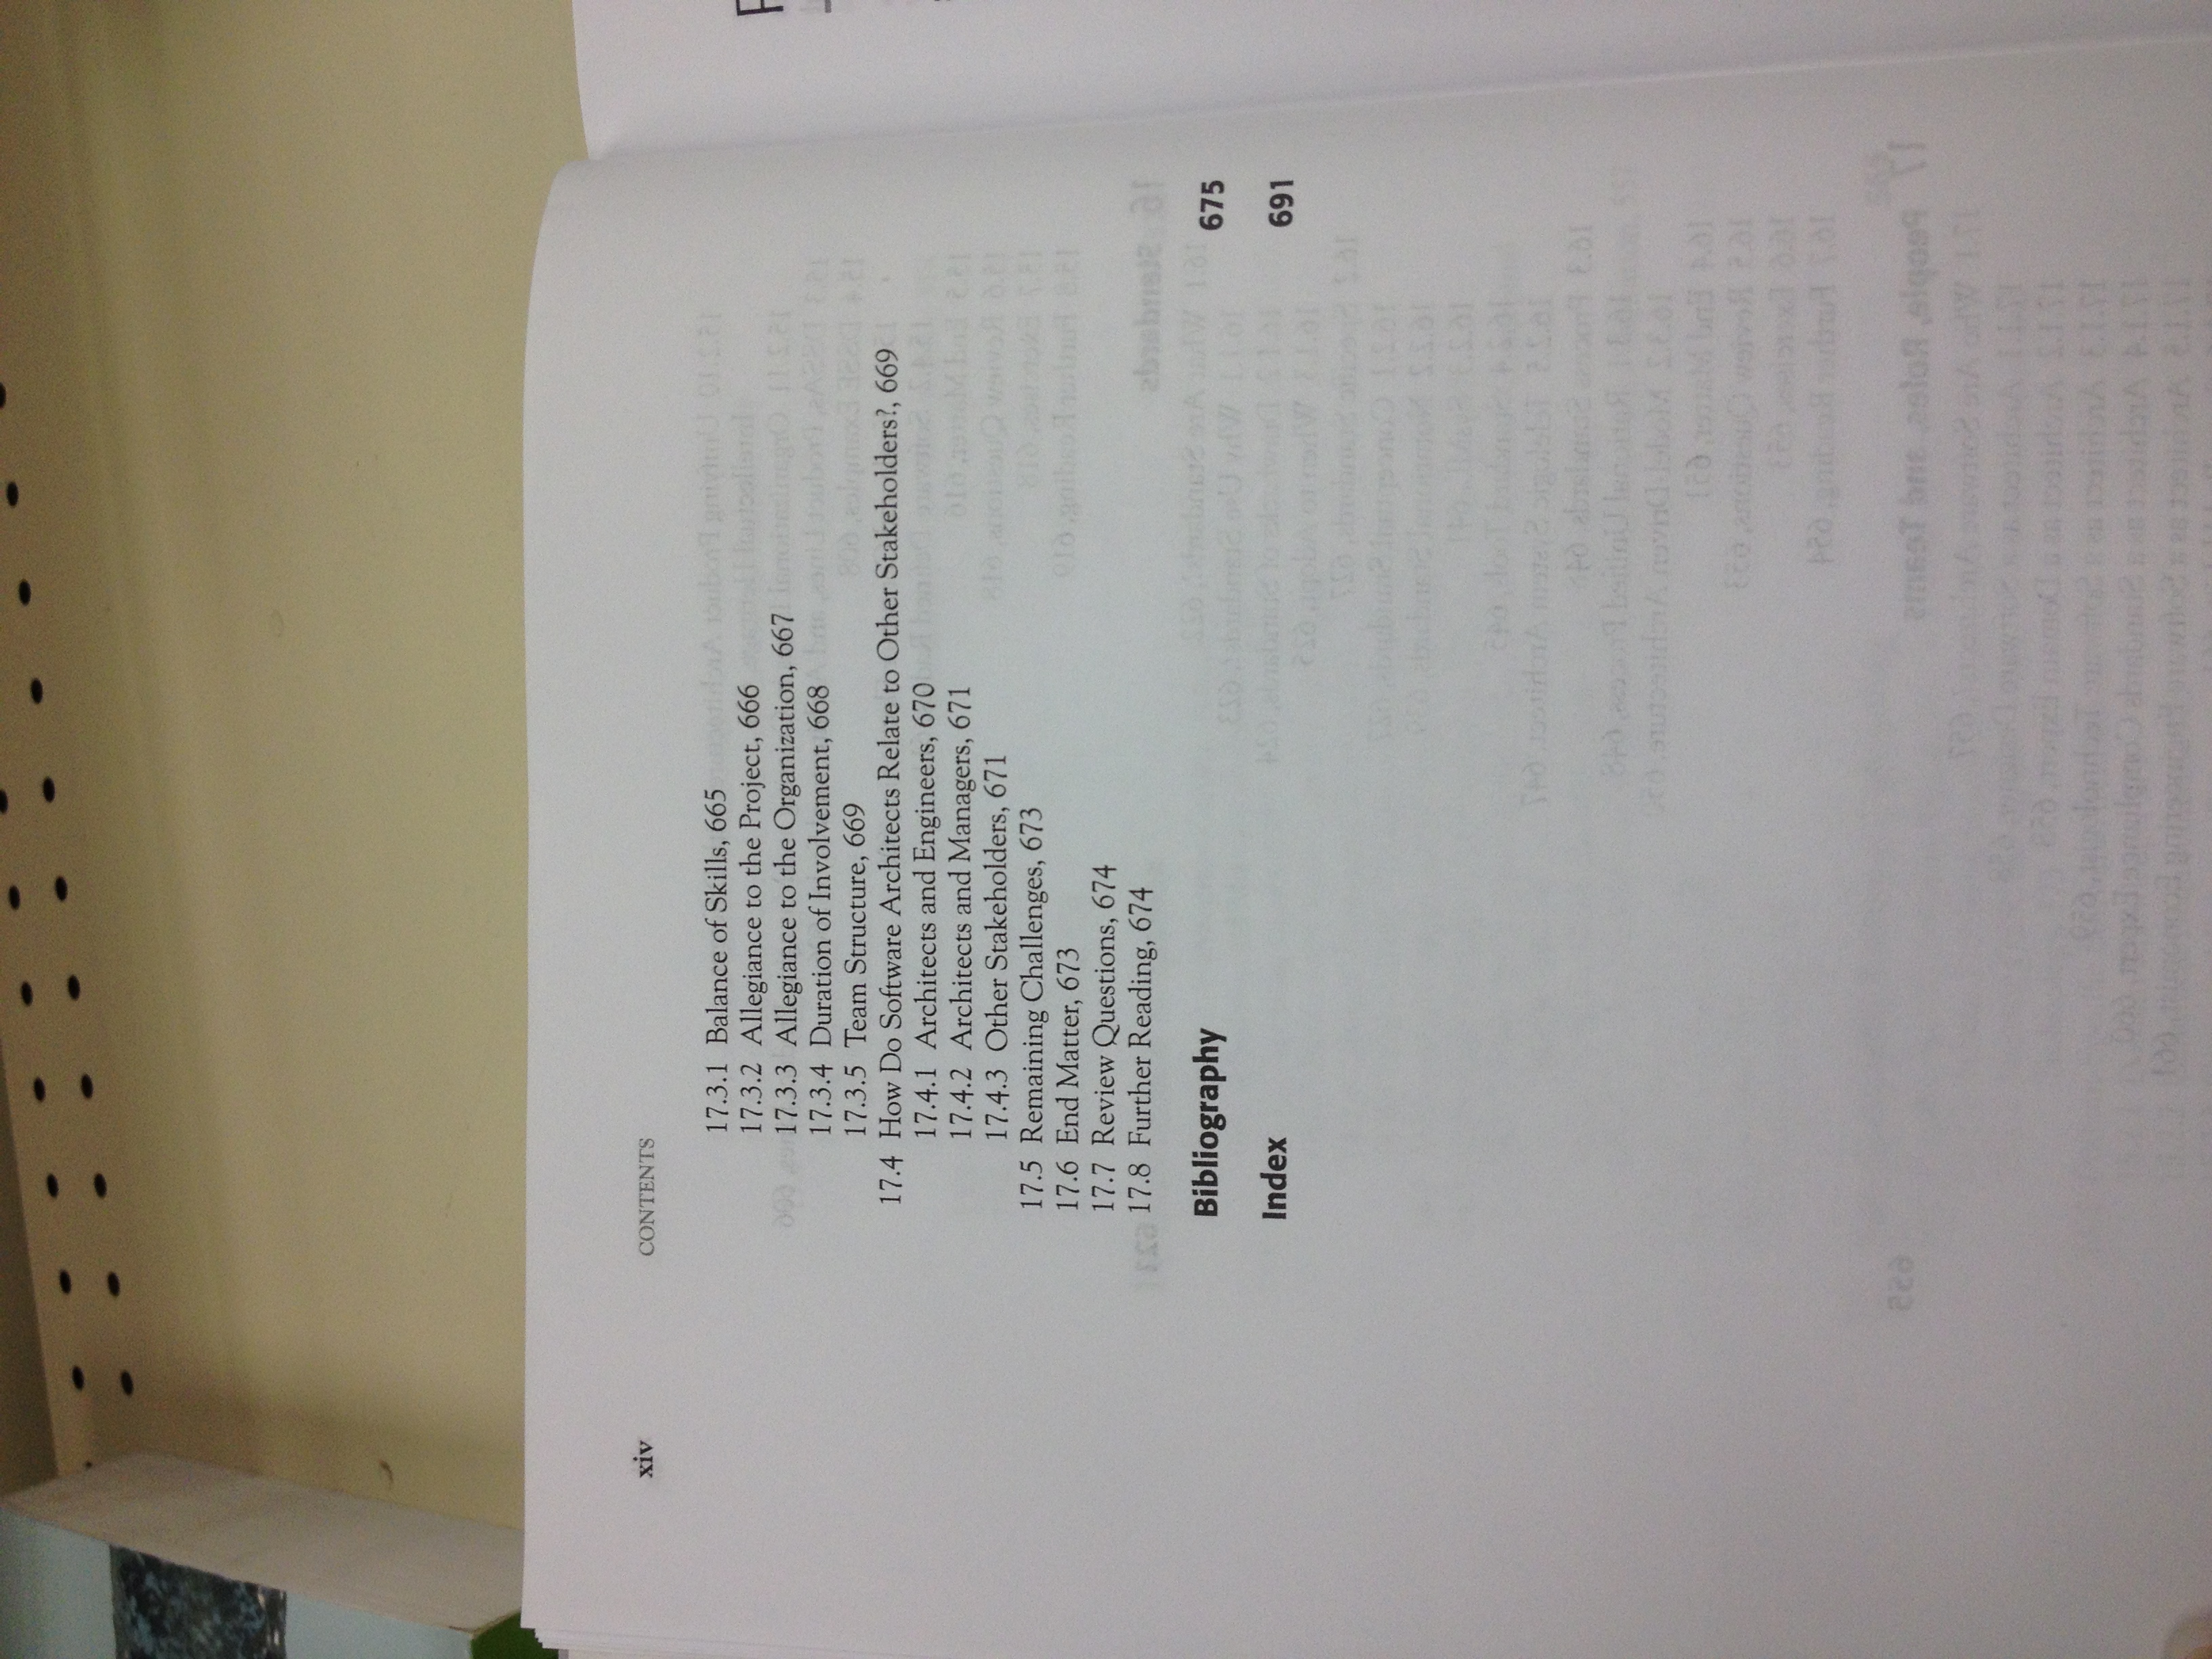 xiv CONTENTS
17.3.1 Balance of Skills, 665
17.3.2 Allegiance to the Project, 666
17.3.3 Allegiance to the Organization, 667
17.3.4 Duration of Involvement, 668
17.3.5 Team Structure, 669
17.4 How Do Software Architects Relate to Other Stakeholders?, 669
17.4.1 Architects and Engineers, 670
17.4.2 Architects and Managers, 671
17.4.3 Other Stakeholders, 671
17.5 Remaining Challenges, 673
17.6 End Matter, 673
17.7 Review Questions, 674
17.8 Further Reading, 674
Bibliography 675
Index 691